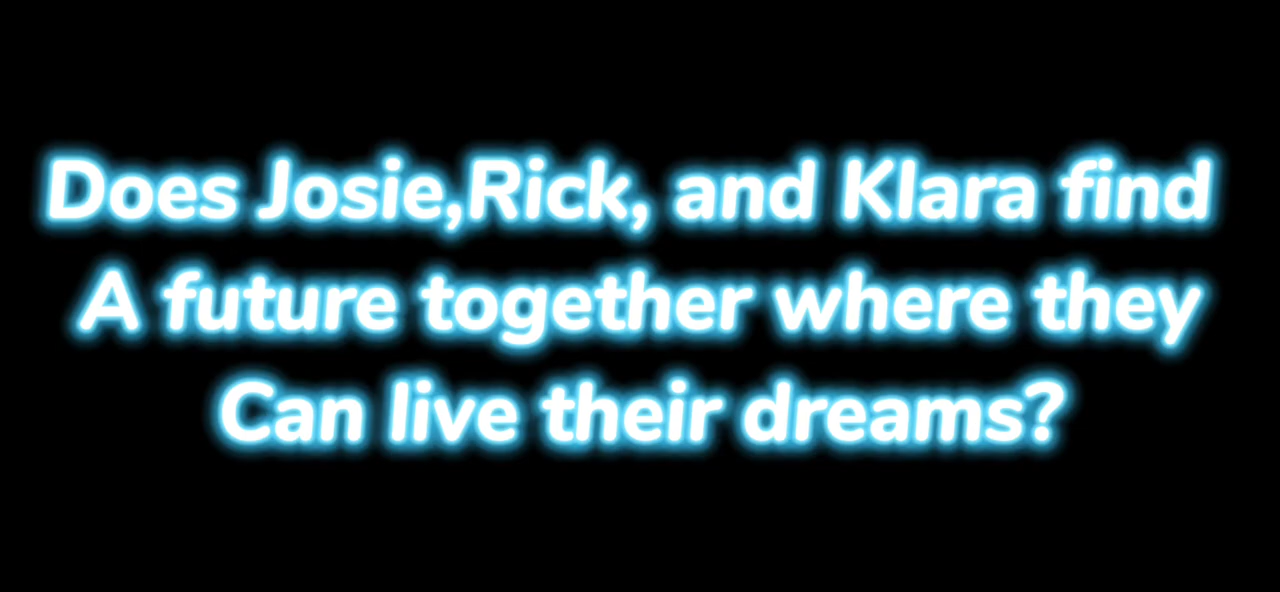 Does Josie,Rick, and Klara find
A future together where they
Can live their dreams?